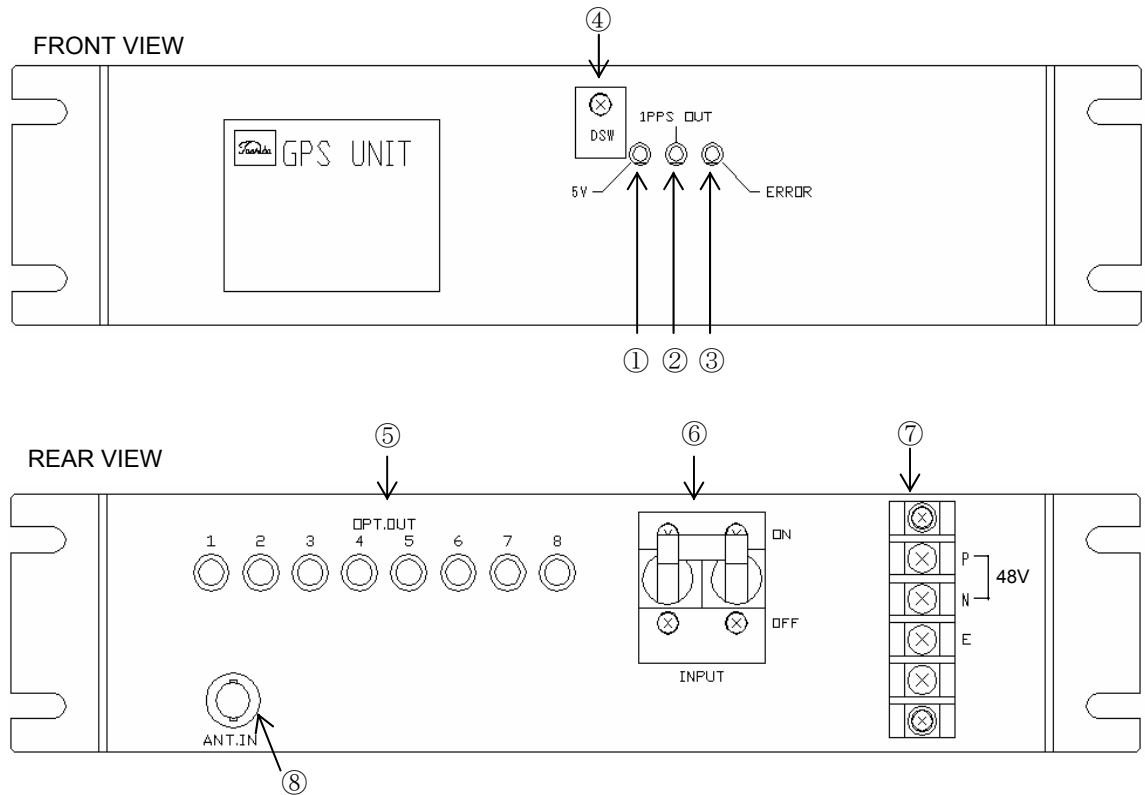 ④
FRONT VIEW
Toshiba GPS UNIT
DSW
1PPS OUT
5V
ERROR
① ② ③
REAR VIEW
⑤ ⑥ ⑦
OPT.OUT
1 2 3 4 5 6 7 8
ON
OFF
INPUT
P
48V
N
E
ANT.IN
⑧